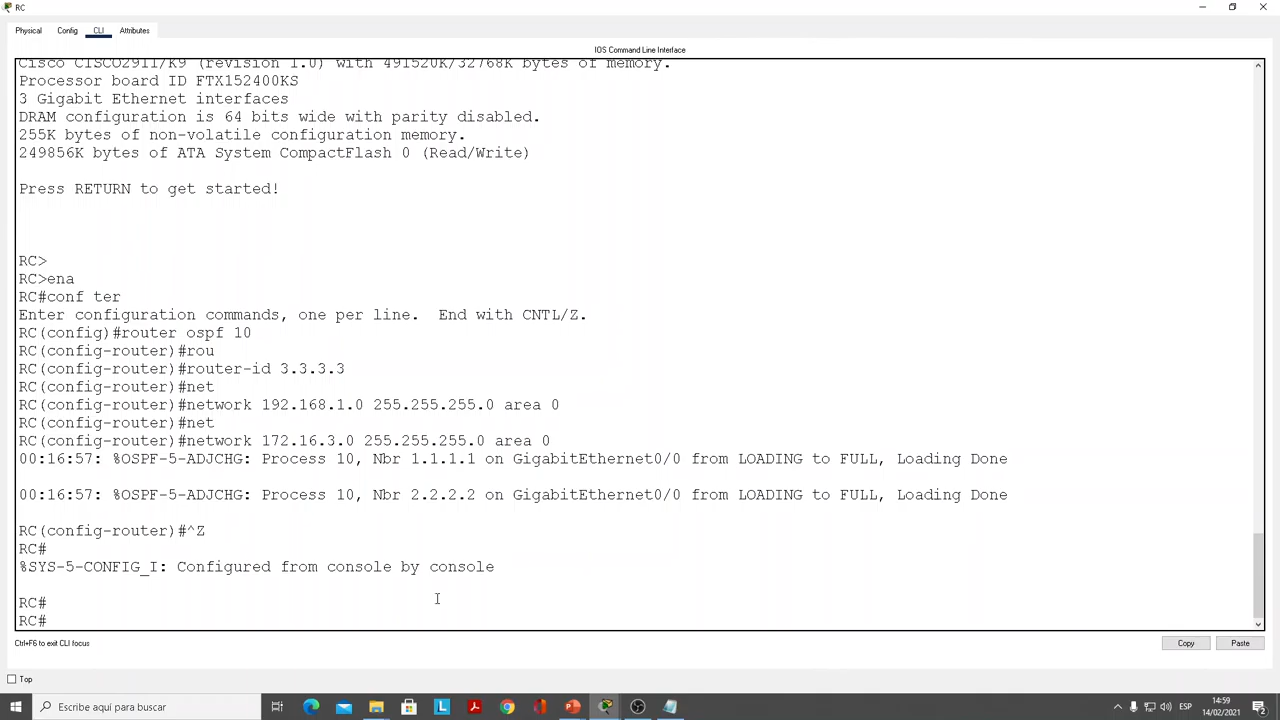 RC
Physical Config CLI Attributes
IOS Command Line Interface
Cisco CISCO2911/K9 (revision 1.0) with 491520K/32768K bytes of memory.
Processor board ID FTX152400KS
3 Gigabit Ethernet interfaces
DRAM configuration is 64 bits wide with parity disabled.
255K bytes of non-volatile configuration memory.
249856K bytes of ATA System CompactFlash 0 (Read/Write)
Press RETURN to get started!
RC>
RC>ena
RC#conf ter
Enter configuration commands, one per line.  End with CNTL/Z.
RC(config)#router ospf 10
RC(config-router)#rou
RC(config-router)#router-id 3.3.3.3
RC(config-router)#net
RC(config-router)#network 192.168.1.0 255.255.255.0 area 0
RC(config-router)#net
RC(config-router)#network 172.16.3.0 255.255.255.0 area 0
00:16:57: %OSPF-5-ADJCHG: Process 10, Nbr 1.1.1.1 on GigabitEthernet0/0 from LOADING to FULL, Loading Done
00:16:57: %OSPF-5-ADJCHG: Process 10, Nbr 2.2.2.2 on GigabitEthernet0/0 from LOADING to FULL, Loading Done
RC(config-router)#^Z
RC#
%SYS-5-CONFIG_I: Configured from console by console
RC#
RC#
Ctrl+F6 to exit CLI focus
Copy Paste
Top
Escribe aquí para buscar
ESP
14:59
14/02/2021
2